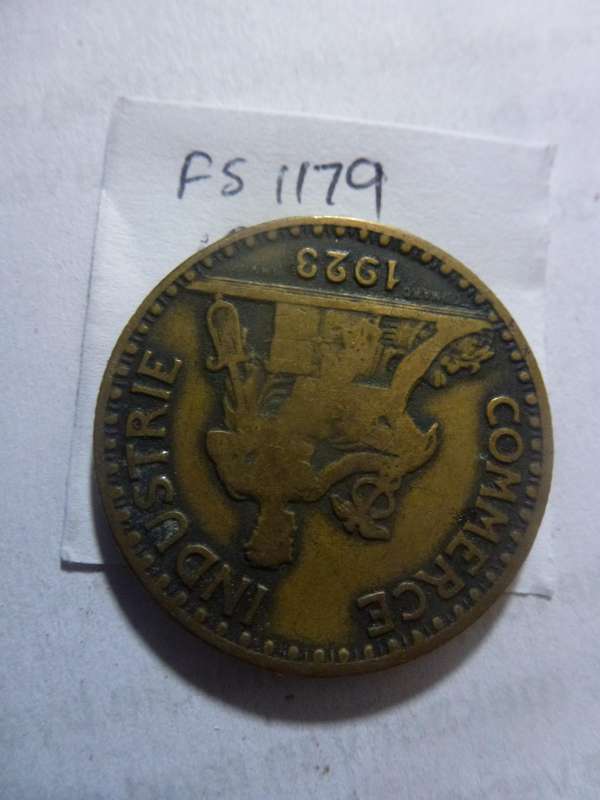 FS 1179
COMMERCE INDUSTRIE
1923